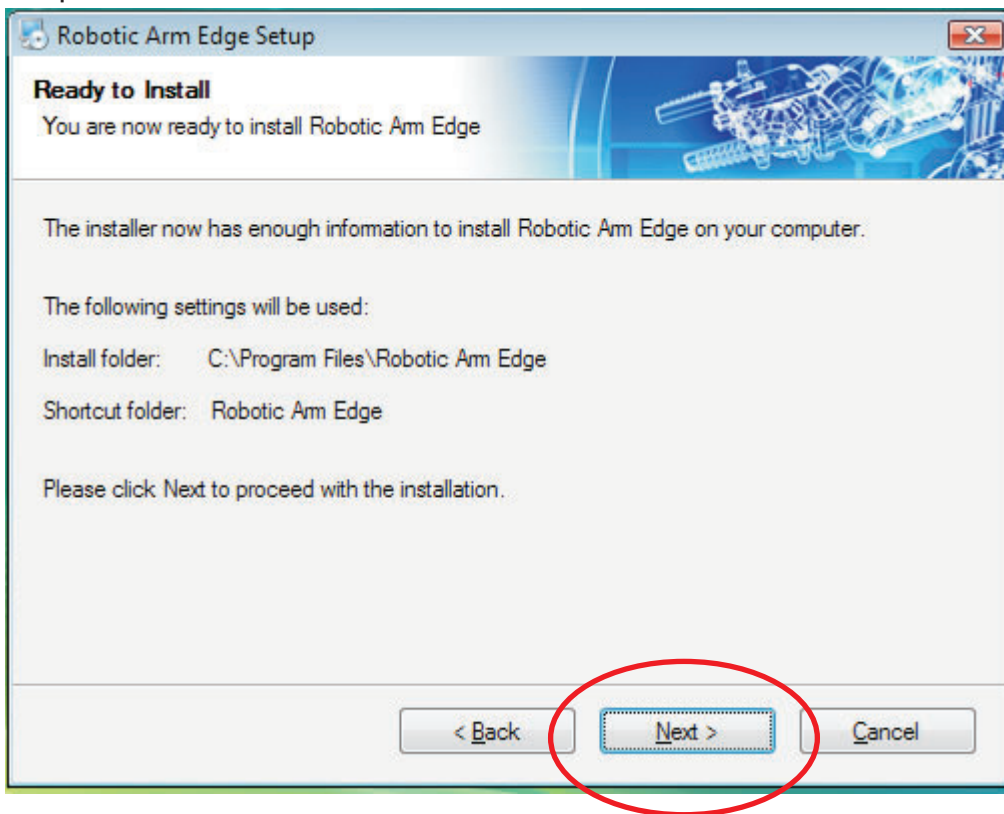 Robotic Arm Edge Setup
Ready to Install
You are now ready to install Robotic Arm Edge
The installer now has enough information to install Robotic Arm Edge on your computer.
The following settings will be used:
Install folder: C:\Program Files\Robotic Arm Edge
Shortcut folder: Robotic Arm Edge
Please click Next to proceed with the installation.
< Back Next > Cancel